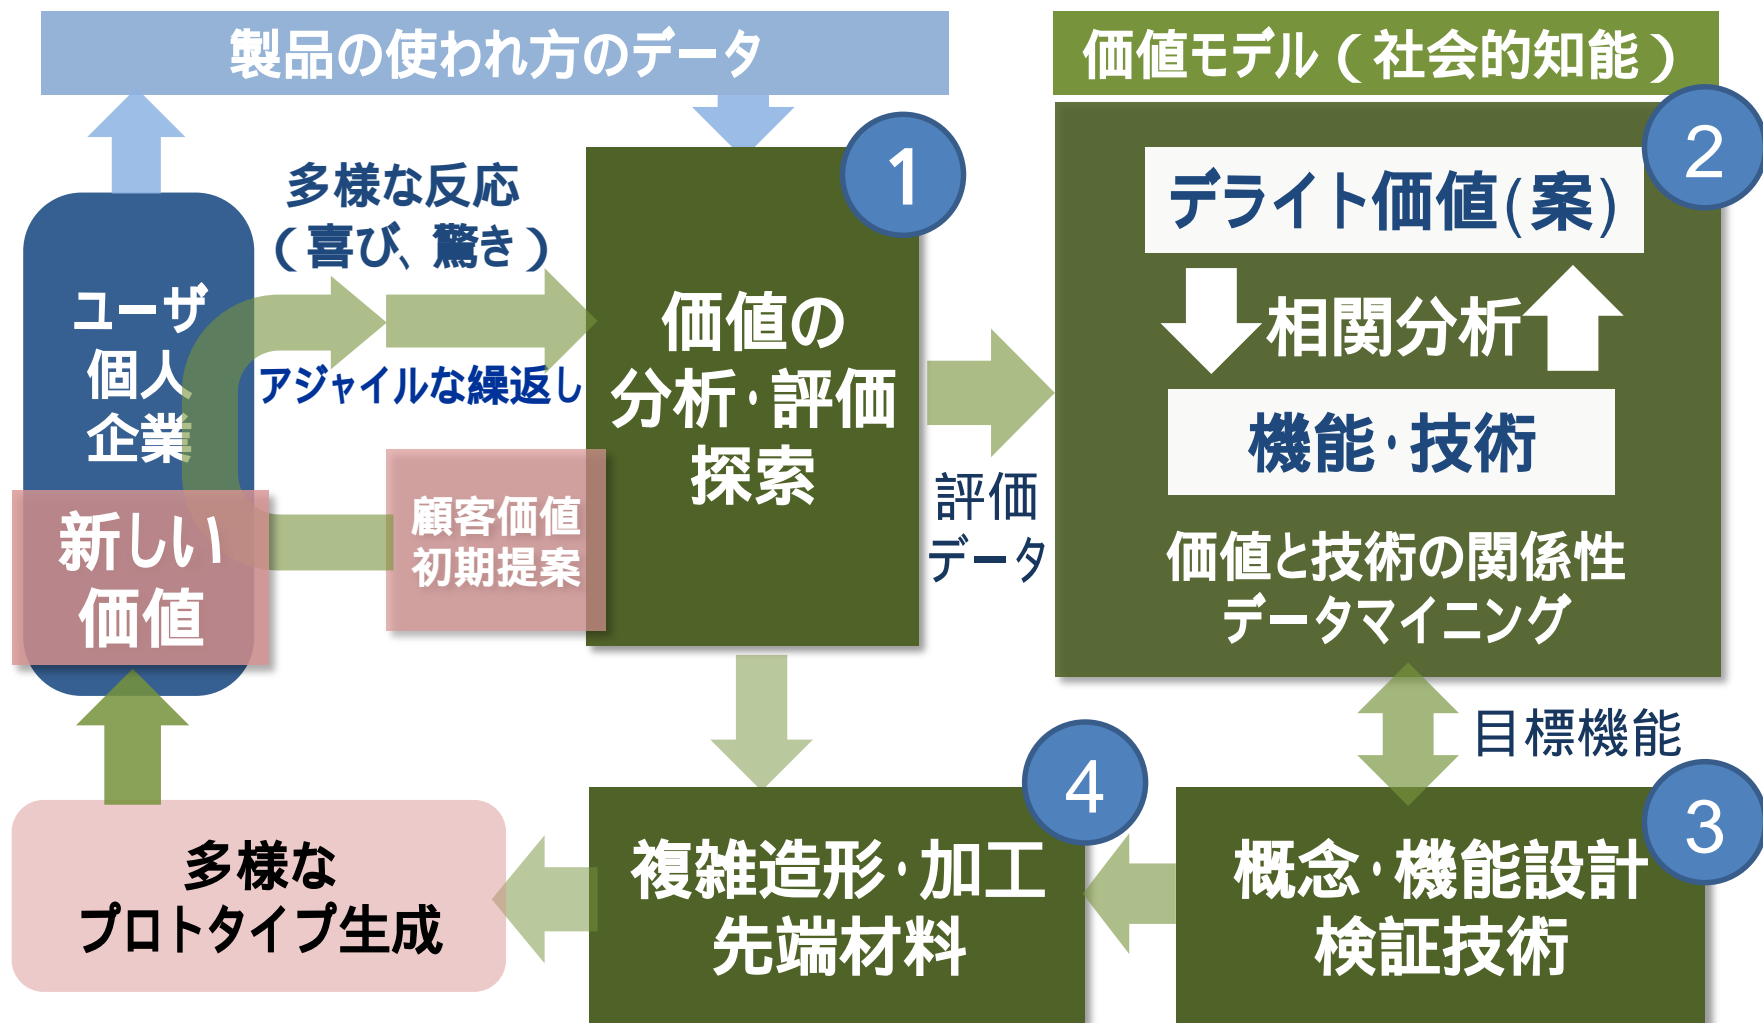 製品の使われ方のデータ
価値モデル（社会的知能）
1
2
多様な反応
（喜び、驚き）
デライト価値(案)
ユーザ
個人
企業
アジャイルな繰返し
価値の
分析・評価
探索
相関分析
機能・技術
顧客価値
初期提案
評価
データ
新しい
価値
価値と技術の関係性
データマイニング
目標機能
4
3
多様な
プロトタイプ生成
複雑造形・加工
先端材料
概念・機能設計
検証技術